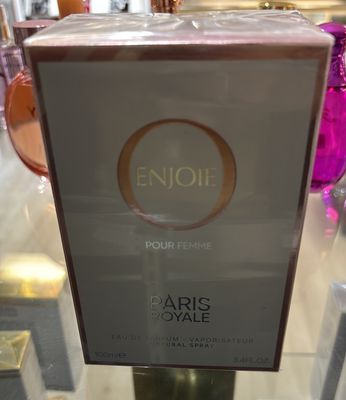 ENJOIE
POUR FEMME
PARIS
ROYALE
EAU DE PARFUM - VAPORISATEUR
NATURAL SPRAY
100ml℮ 3.4FL.OZ.